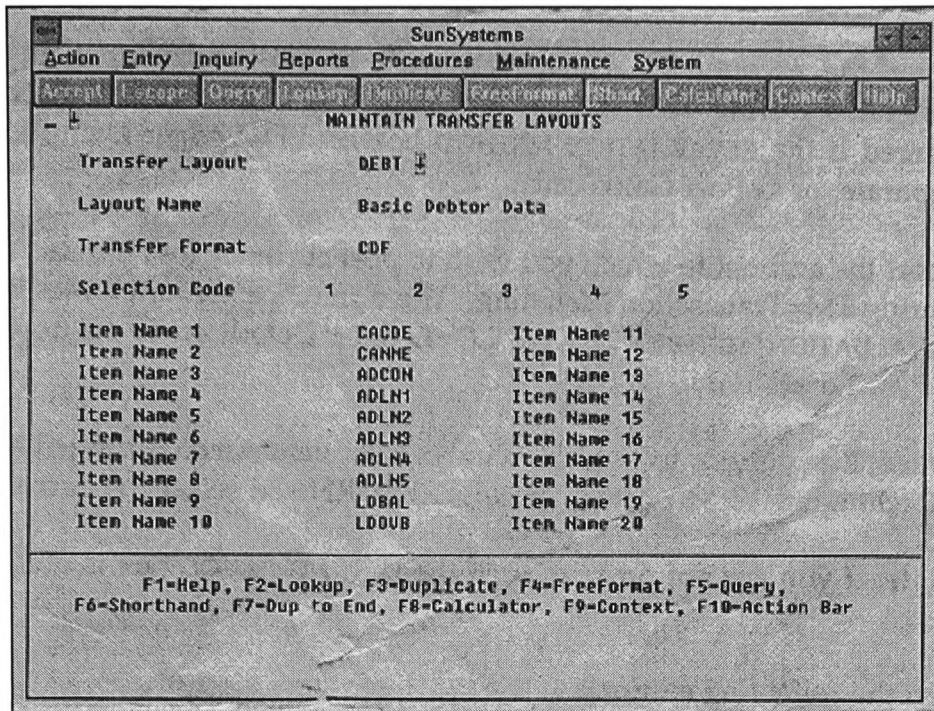 SunSystems
Action Entry Inquiry Reports Procedures Maintenance System
Accept Escape Query Lookup Duplicate FreeFormat Short. Calculator Context Help
MAINTAIN TRANSFER LAYOUTS
Transfer Layout DEBT
Layout Name Basic Debtor Data
Transfer Format CDF
Selection Code 1 2 3 4 5
Item Name 1 CACDE Item Name 11
Item Name 2 CANME Item Name 12
Item Name 3 ADCON Item Name 13
Item Name 4 ADLN1 Item Name 14
Item Name 5 ADLN2 Item Name 15
Item Name 6 ADLN3 Item Name 16
Item Name 7 ADLN4 Item Name 17
Item Name 8 ADLN5 Item Name 18
Item Name 9 LDBAL Item Name 19
Item Name 10 LDOVB Item Name 20
F1=Help, F2=Lookup, F3=Duplicate, F4=FreeFormat, F5=Query,
F6=Shorthand, F7=Dup to End, F8=Calculator, F9=Context, F10=Action Bar